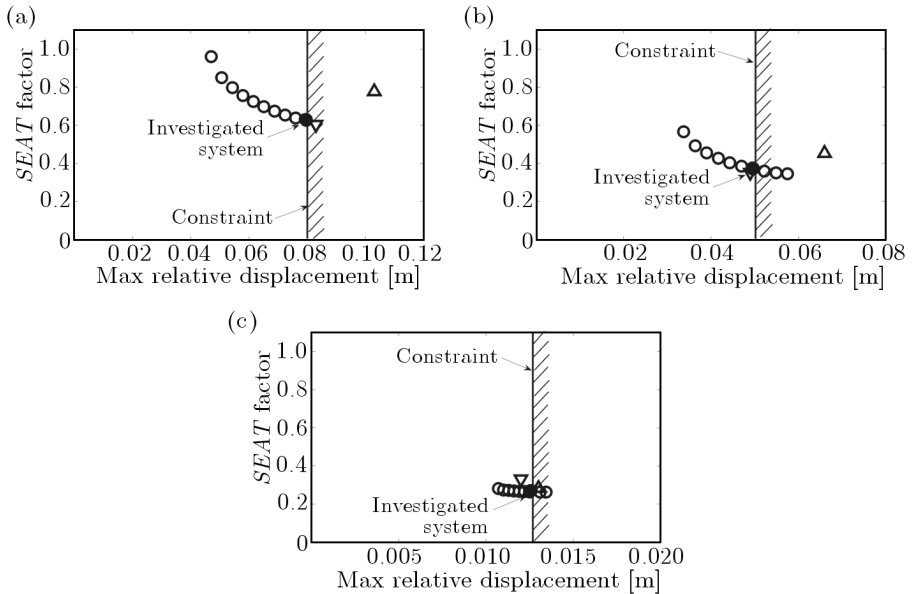 (a)
1.0
0.8
0.6
0.4
0.2
0
SEAT factor
Investigated
system
Constraint
0.02 0.04 0.06 0.08 0.10 0.12
Max relative displacement [m]
(b)
1.0
0.8
0.6
0.4
0.2
0
SEAT factor
Constraint
Investigated
system
0.02 0.04 0.06 0.08
Max relative displacement [m]
(c)
1.0
0.8
0.6
0.4
0.2
0
SEAT factor
Constraint
Investigated
system
0.005 0.010 0.015 0.020
Max relative displacement [m]